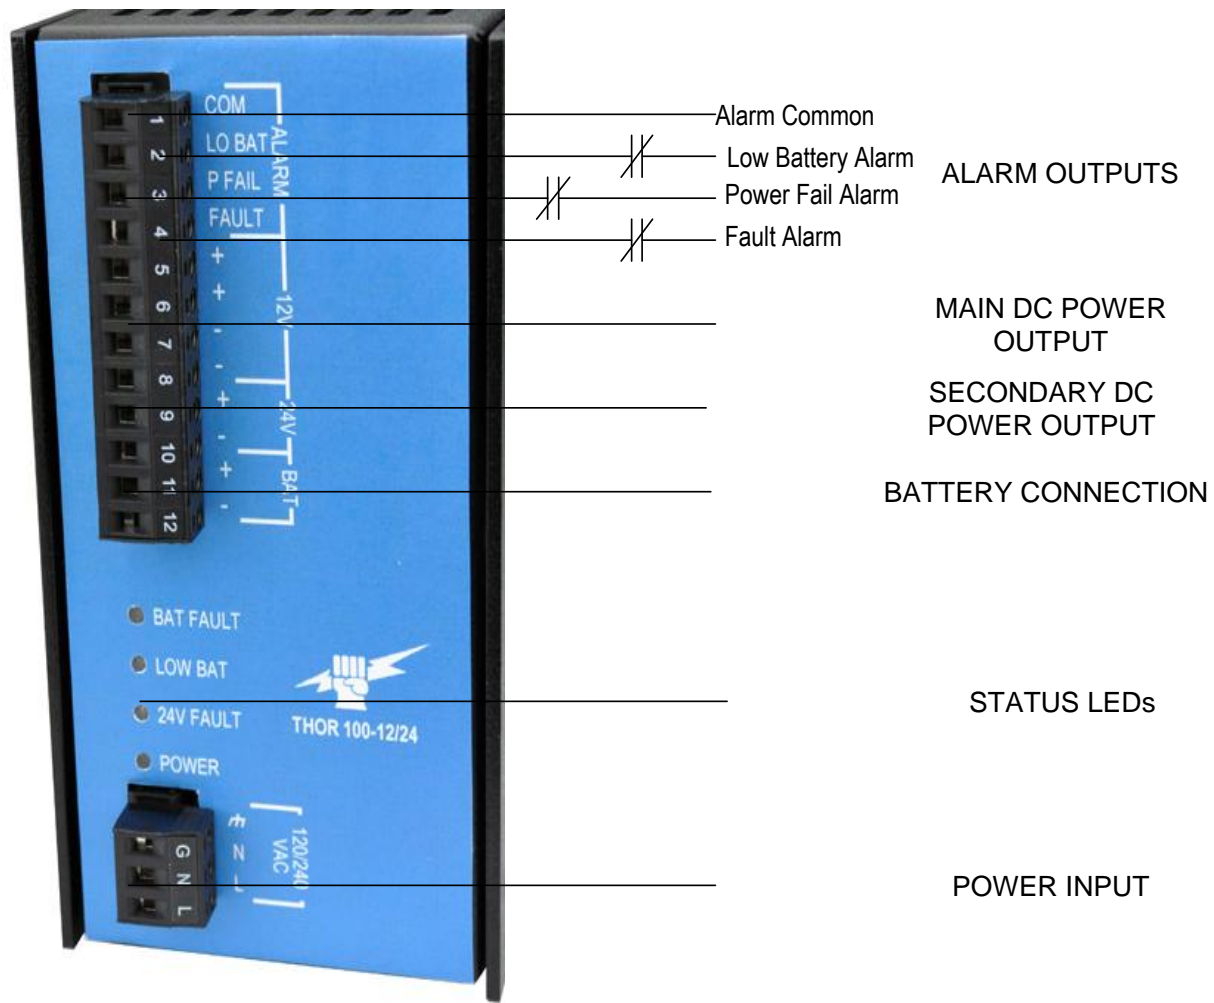 COM
LO BAT
P FAIL
FAULT
ALARM
+
+
-
-
12V
+
-
24V
+
-
BAT
1
2
3
4
5
6
7
8
9
10
11
12
BAT FAULT
LOW BAT
24V FAULT
POWER
THOR 100-12/24
G
N
L
N
L
120/240
VAC
Alarm Common
Low Battery Alarm
Power Fail Alarm
Fault Alarm
ALARM OUTPUTS
MAIN DC POWER
OUTPUT
SECONDARY DC
POWER OUTPUT
BATTERY CONNECTION
STATUS LEDs
POWER INPUT